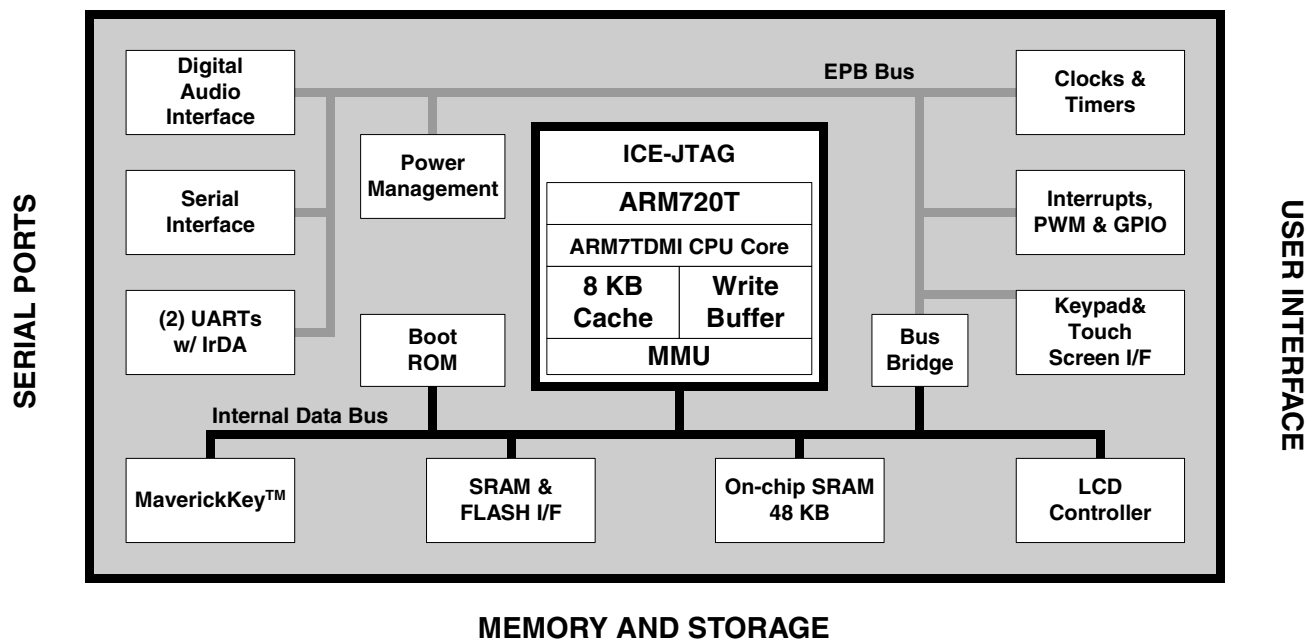 Digital
Audio
Interface
EPB Bus
Clocks &
Timers
Power
Management
ICE-JTAG
ARM720T
ARM7TDMI CPU Core
8 KB
Cache
Write
Buffer
MMU
Serial
Interface
Interrupts,
PWM & GPIO
(2) UARTs
w/ IrDA
Boot
ROM
Bus
Bridge
Keypad&
Touch
Screen I/F
Internal Data Bus
MaverickKey™
SRAM &
FLASH I/F
On-chip SRAM
48 KB
LCD
Controller
SERIAL PORTS
USER INTERFACE
MEMORY AND STORAGE